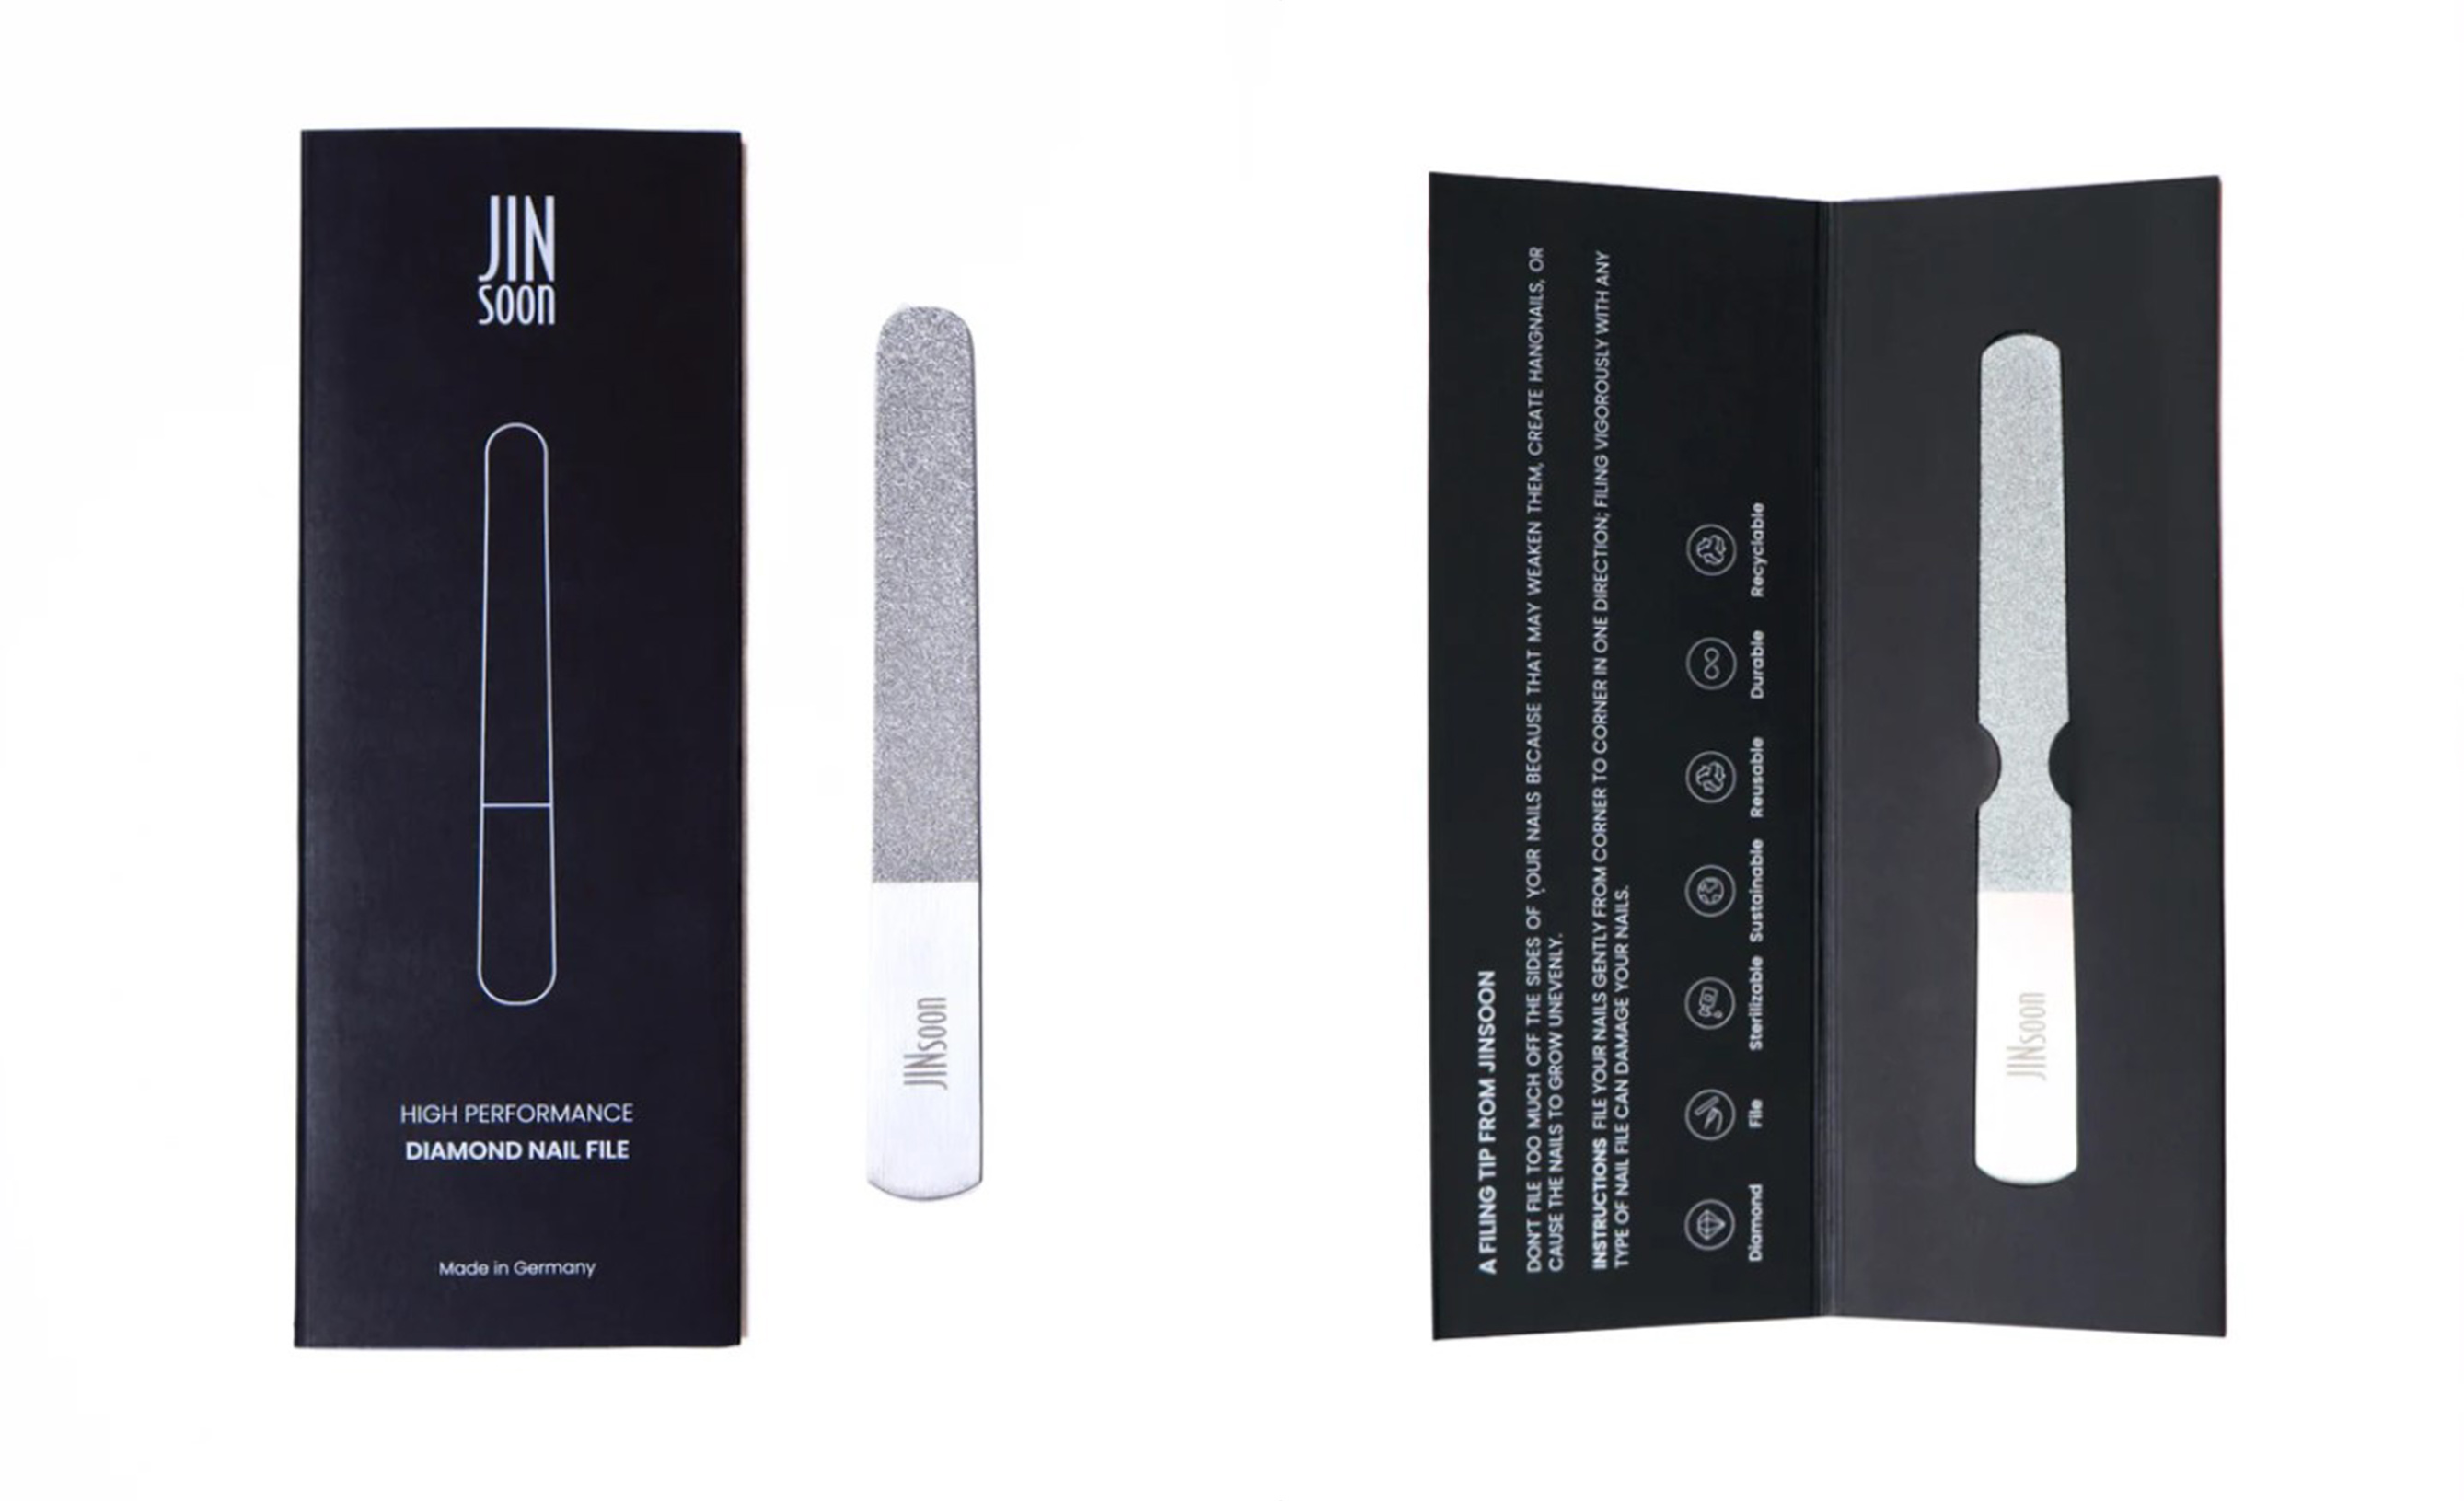 JIN
soon
HIGH PERFORMANCE
DIAMOND NAIL FILE
Made in Germany
JINsoon
A FILING TIP FROM JINSOON
DON'T FILE TOO MUCH OFF THE SIDES OF YOUR NAILS BECAUSE THAT MAY WEAKEN THEM, CREATE HANGNAILS, OR
CAUSE THE NAILS TO GROW UNEVENLY.
INSTRUCTIONS FILE YOUR NAILS GENTLY FROM CORNER TO CORNER IN ONE DIRECTION; FILING VIGOROUSLY WITH ANY
TYPE OF NAIL FILE CAN DAMAGE YOUR NAILS.
Diamond File Sterilizable Sustainable Reusable Durable Recyclable
JINsoon